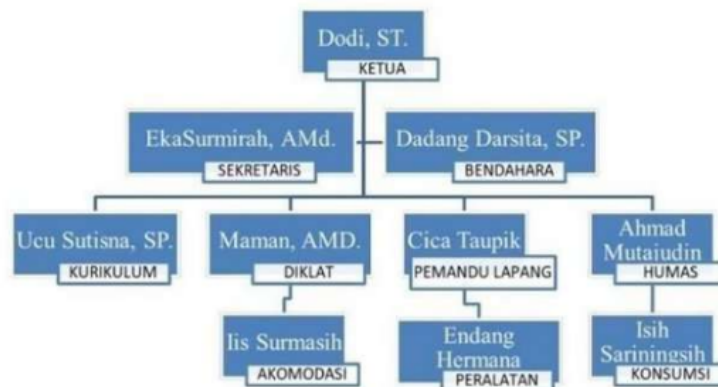 Dodi, ST.
KETUA
EkaSurmirah, AMd.
SEKRETARIS
Dadang Darsita, SP.
BENDAHARA
Ucu Sutisna, SP.
KURIKULUM
Maman, AMD.
DIKLAT
Cica Taupik
PEMANDU LAPANG
Ahmad
Mutaiudin
HUMAS
Iis Surmasih
AKOMODASI
Endang
Hermana
PERALATAN
Isih
Sariningsih
KONSUMSI